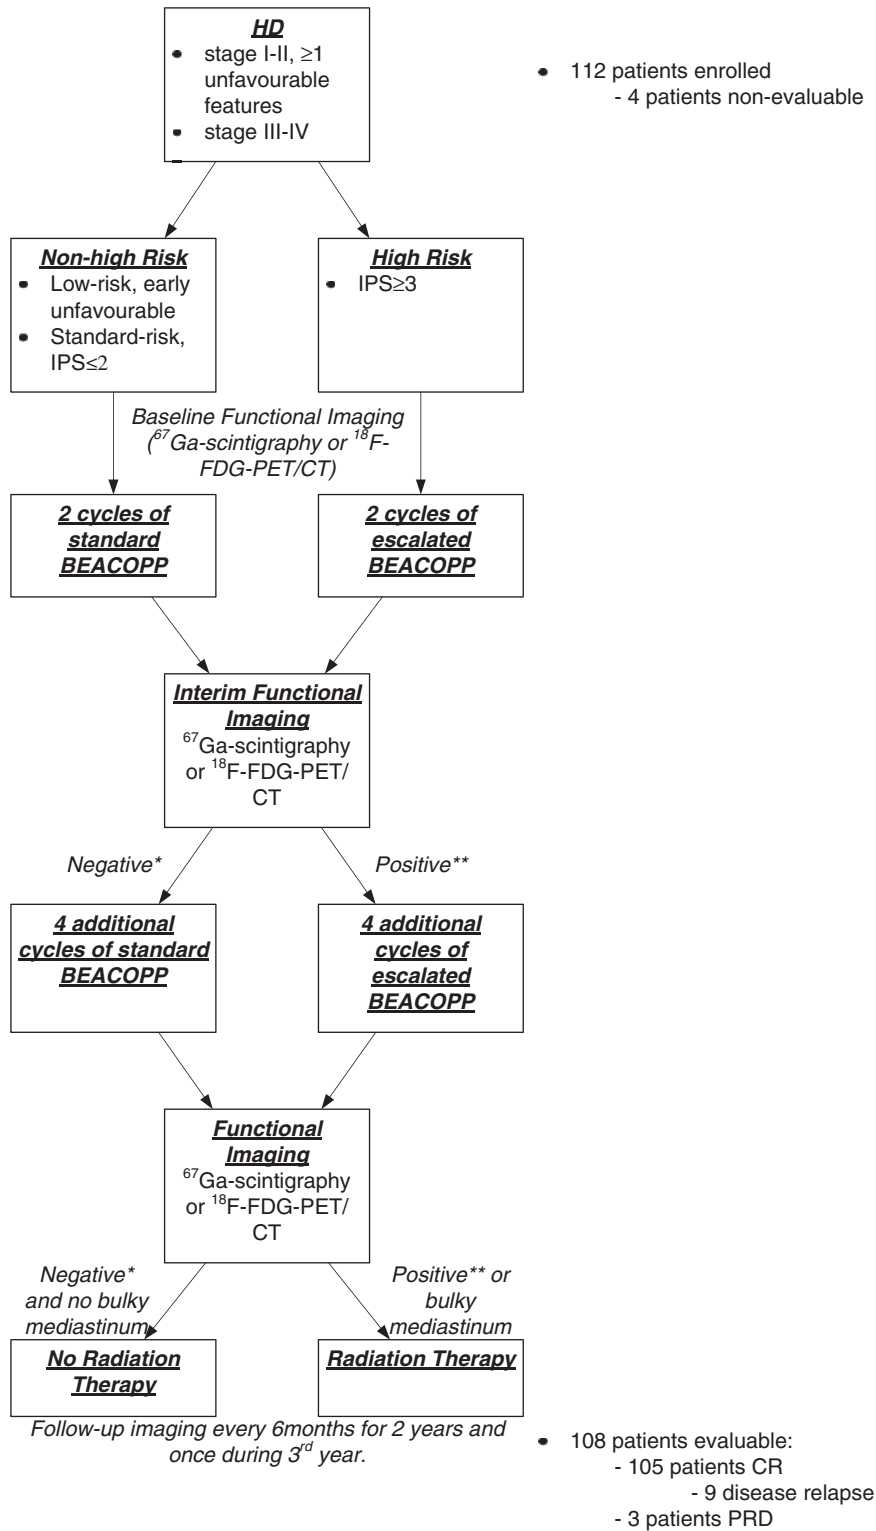 HD
• stage I-II, ≥1
unfavourable
features
• stage III-IV
• 112 patients enrolled
- 4 patients non-evaluable
Non-high Risk
• Low-risk, early
unfavourable
• Standard-risk,
IPS≤2
High Risk
• IPS≥3
Baseline Functional Imaging
(⁶⁷Ga-scintigraphy or ¹⁸F-
FDG-PET/CT)
2 cycles of
standard
BEACOPP
2 cycles of
escalated
BEACOPP
Interim Functional
Imaging
⁶⁷Ga-scintigraphy
or ¹⁸F-FDG-PET/
CT
Negative*
Positive**
4 additional
cycles of standard
BEACOPP
4 additional
cycles of
escalated
BEACOPP
Functional
Imaging
⁶⁷Ga-scintigraphy
or ¹⁸F-FDG-PET/
CT
Negative*
and no bulky
mediastinum
Positive** or
bulky
mediastinum
No Radiation
Therapy
Radiation Therapy
Follow-up imaging every 6months for 2 years and
once during 3ʳᵈ year.
• 108 patients evaluable:
- 105 patients CR
- 9 disease relapse
- 3 patients PRD